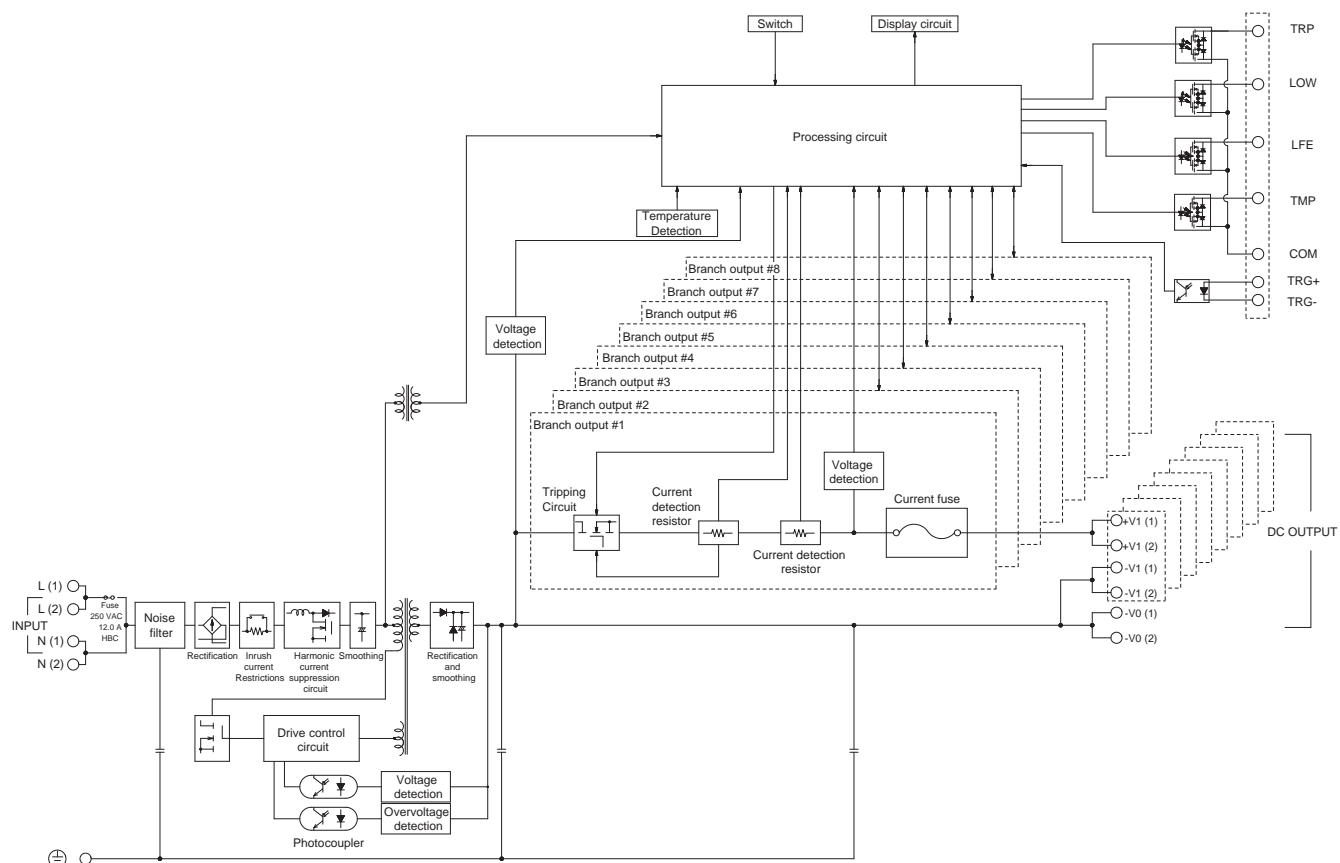 Switch
Display circuit
TRP
LOW
Processing circuit
LFE
TMP
Temperature
Detection
COM
TRG+
TRG-
Branch output #8
Branch output #7
Branch output #6
Voltage
detection
Branch output #5
Branch output #4
Branch output #3
Branch output #2
Branch output #1
Voltage
detection
Tripping
Circuit
Current
detection
resistor
Current fuse
Current detection
resistor
+V1 (1)
+V1 (2)
-V1 (1)
-V1 (2)
-V0 (1)
-V0 (2)
DC OUTPUT
L (1)
L (2)
INPUT
N (1)
N (2)
Fuse
250 VAC
12.0 A
HBC
Noise
filter
Rectification
Inrush
current
Restrictions
Harmonic
current
suppression
circuit
Smoothing
Rectification
and
smoothing
Drive control
circuit
Voltage
detection
Overvoltage
detection
Photocoupler